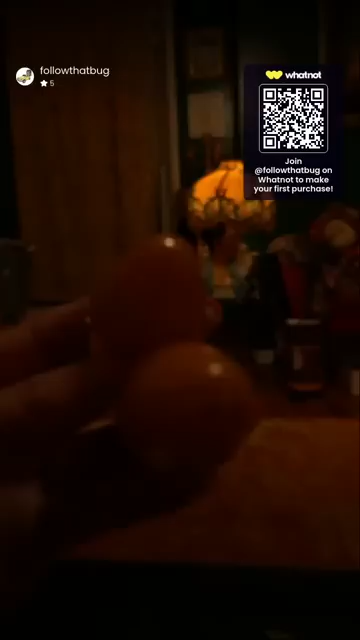 followthatbug
★ 5
whatnot
Join
@followthatbug on
Whatnot to make
your first purchase!